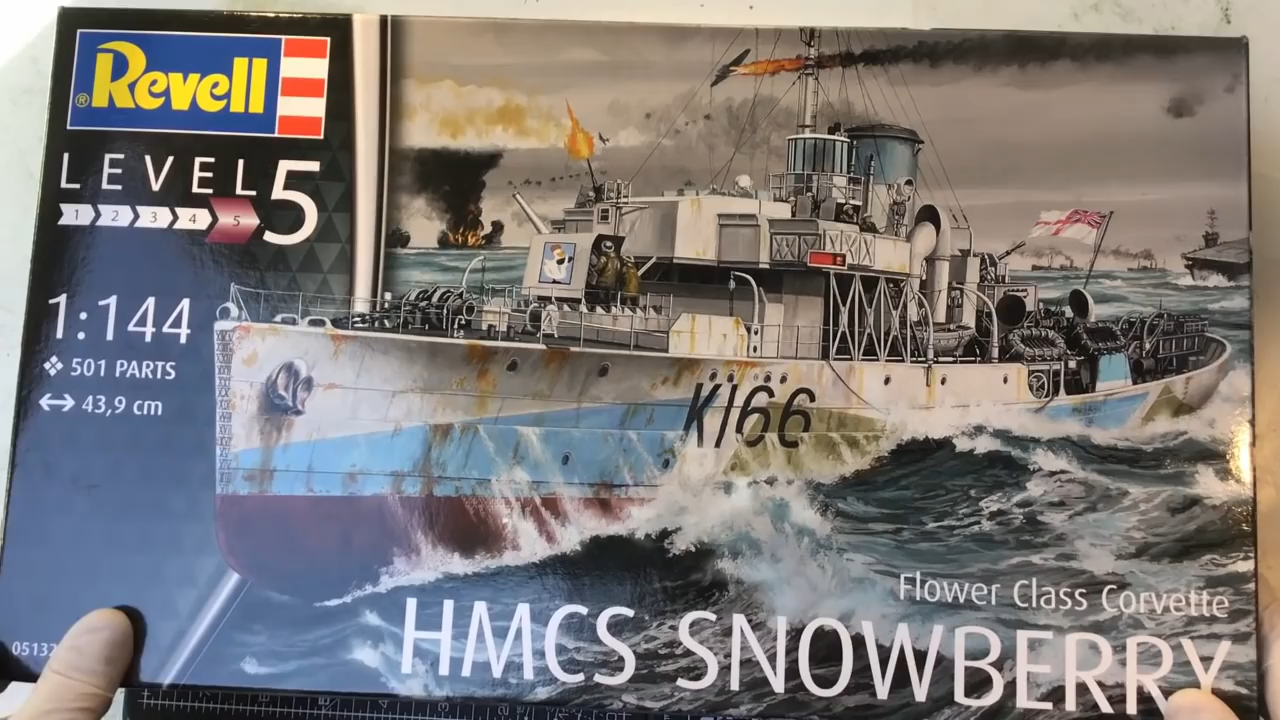 ® Revell
LEVEL 5
1 2 3 4 5
1:144
501 PARTS
43,9 cm
K166
Flower Class Corvette
HMCS SNOWBERRY